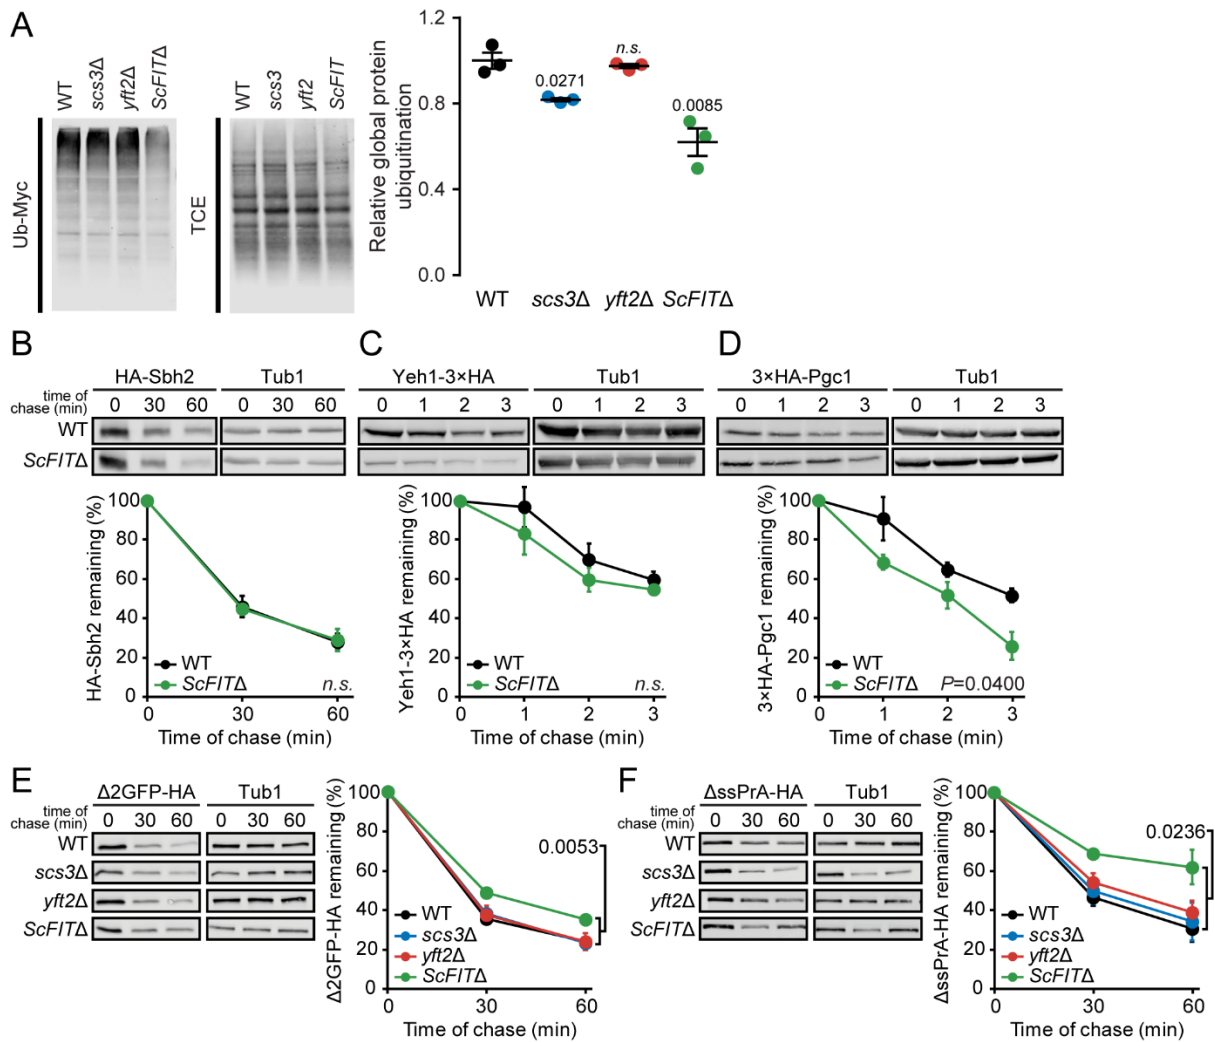 A
WT
scs3Δ
yft2Δ
ScFITΔ
Ub-Myc
WT
scs3
yft2
ScFIT
TCE
Relative global protein
ubiquitination
1.2
0.8
0.4
0.0
0.0271
n.s.
0.0085
WT scs3Δ yft2Δ ScFITΔ
B
HA-Sbh2 Tub1
time of
chase (min) 0 30 60 0 30 60
WT
ScFITΔ
HA-Sbh2 remaining (%)
100
80
60
40
20
0
WT
ScFITΔ
n.s.
0 30 60
Time of chase (min)
C
Yeh1-3×HA Tub1
0 1 2 3 0 1 2 3
Yeh1-3×HA remaining (%)
100
80
60
40
20
0
WT
ScFITΔ
n.s.
0 1 2 3
Time of chase (min)
D
3×HA-Pgc1 Tub1
0 1 2 3 0 1 2 3
3×HA-Pgc1 remaining (%)
100
80
60
40
20
0
WT
ScFITΔ
P=0.0400
0 1 2 3
Time of chase (min)
E
Δ2GFP-HA Tub1
time of
chase (min) 0 30 60 0 30 60
WT
scs3Δ
yft2Δ
ScFITΔ
Δ2GFP-HA remaining (%)
100
80
60
40
20
0
0.0053
WT
scs3Δ
yft2Δ
ScFITΔ
0 30 60
Time of chase (min)
F
ΔssPrA-HA Tub1
time of
chase (min) 0 30 60 0 30 60
WT
scs3Δ
yft2Δ
ScFITΔ
ΔssPrA-HA remaining (%)
100
80
60
40
20
0
0.0236
WT
scs3Δ
yft2Δ
ScFITΔ
0 30 60
Time of chase (min)